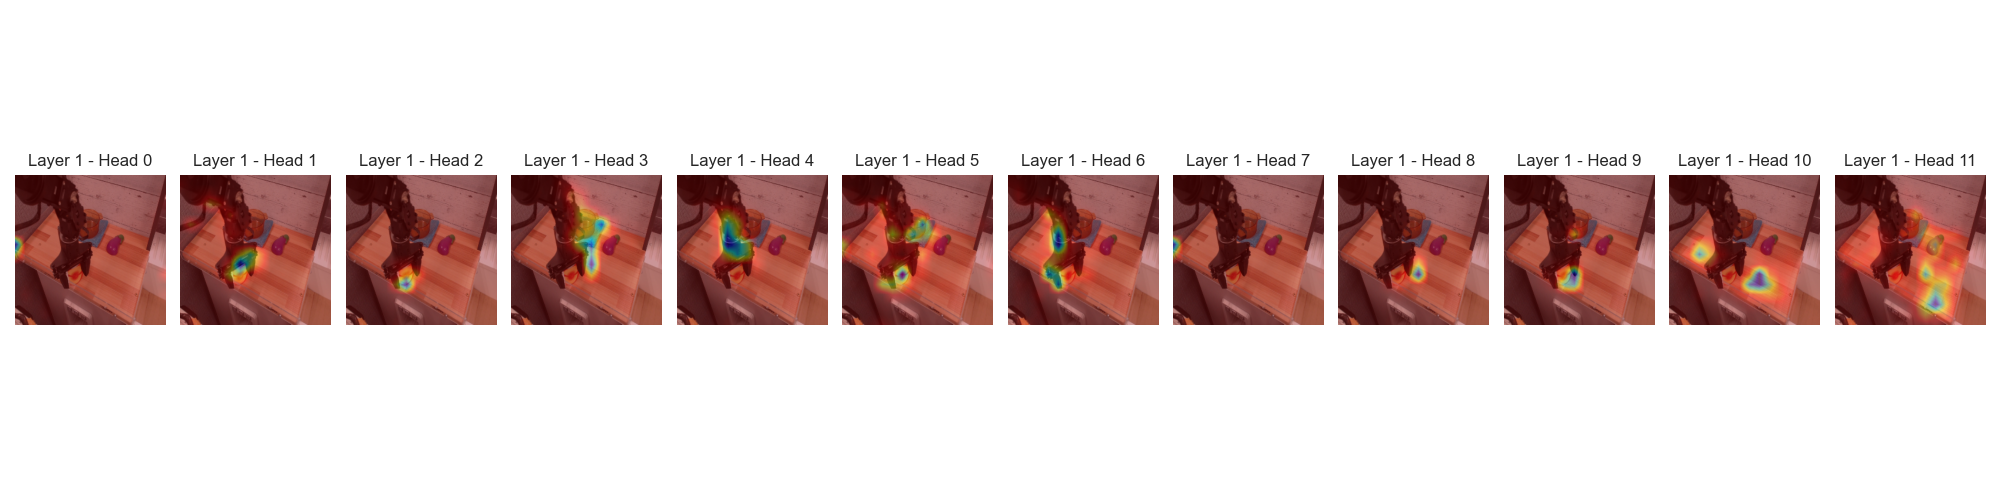 Layer 1 - Head 0
Layer 1 - Head 1
Layer 1 - Head 2
Layer 1 - Head 3
Layer 1 - Head 4
Layer 1 - Head 5
Layer 1 - Head 6
Layer 1 - Head 7
Layer 1 - Head 8
Layer 1 - Head 9
Layer 1 - Head 10
Layer 1 - Head 11